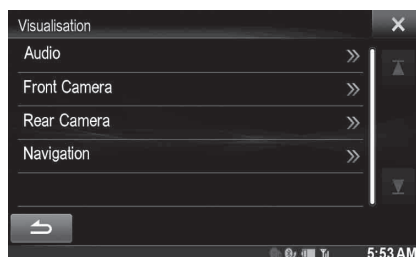 Visualisation
Audio
Front Camera
Rear Camera
Navigation
5:53 AM